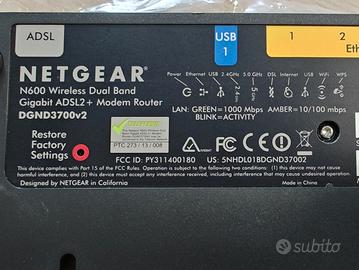 ADSL
USB
1
1
2
Eth
NETGEAR
N600 Wireless Dual Band
Gigabit ADSL2+ Modem Router
DGND3700v2
Power Ethernet USB 2.4GHz 5.0 GHz DSL Internet USB WiFi WPS
LAN: GREEN=1000 Mbps AMBER=10/100 mbps
BLINK=ACTIVITY
Restore
Factory
Settings
PTC 273 / 13 / 008
FCC ID: PY311400180 US: 5NHDL01BDGND37002
This device complies with Part 15 of the FCC Rules. Operation is subject to the following two conditions: (1) this device may not cause
harmful interference, and (2) this device must accept any interference received, including interference that may cause undesired operation.
Designed by NETGEAR in California
Made in China
subito